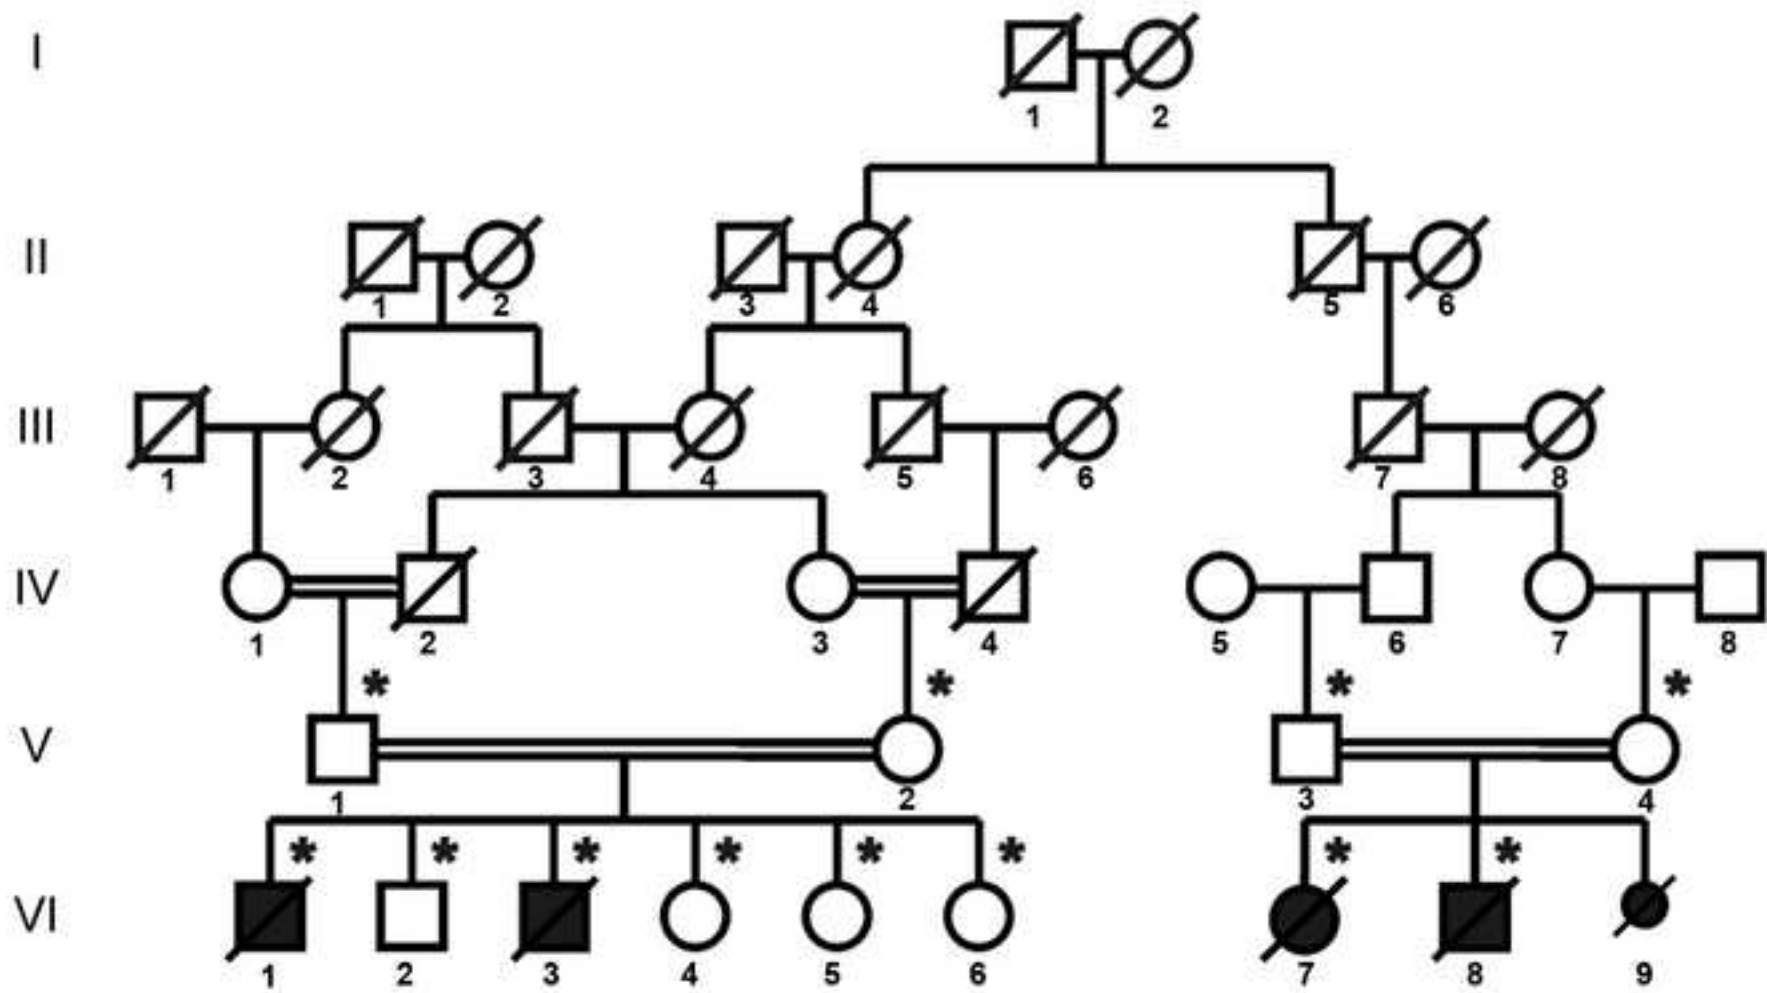 I
1 2
II
1 2 3 4 5 6
III
1 2 3 4 5 6 7 8
IV
1 2 3 4 5 6 7 8
* * * *
V
1 2 3 4
* * * * * * * *
VI
1 2 3 4 5 6 7 8 9